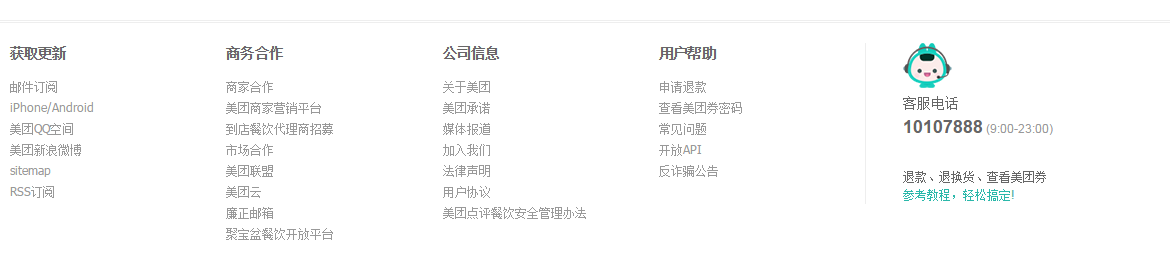 获取更新
邮件订阅
iPhone/Android
美团QQ空间
美团新浪微博
sitemap
RSS订阅
商务合作
商家合作
美团商家营销平台
到店餐饮代理商招募
市场合作
美团联盟
美团云
廉正邮箱
聚宝盆餐饮开放平台
公司信息
关于美团
美团承诺
媒体报道
加入我们
法律声明
用户协议
美团点评餐饮安全管理办法
用户帮助
申请退款
查看美团券密码
常见问题
开放API
反诈骗公告
客服电话
10107888 (9:00-23:00)
退款、退换货、查看美团券
参考教程，轻松搞定!